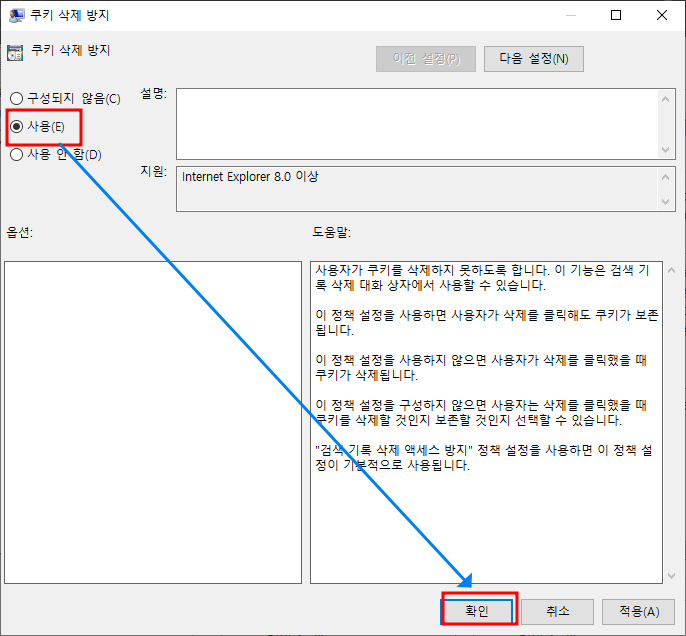 쿠키 삭제 방지
쿠키 삭제 방지
이전 설정(P)
다음 설정(N)
구성되지 않음(C)
설명:
사용(E)
사용 안 함(D)
지원:
Internet Explorer 8.0 이상
옵션:
도움말:
사용자가 쿠키를 삭제하지 못하도록 합니다. 이 기능은 검색 기
록 삭제 대화 상자에서 사용할 수 있습니다.
이 정책 설정을 사용하면 사용자가 삭제를 클릭해도 쿠키가 보존
됩니다.
이 정책 설정을 사용하지 않으면 사용자가 삭제를 클릭했을 때
쿠키가 삭제됩니다.
이 정책 설정을 구성하지 않으면 사용자는 삭제를 클릭했을 때
쿠키를 삭제할 것인지 보존할 것인지 선택할 수 있습니다.
"검색 기록 삭제 액세스 방지" 정책 설정을 사용하면 이 정책 설
정이 기본적으로 사용됩니다.
확인
취소
적용(A)